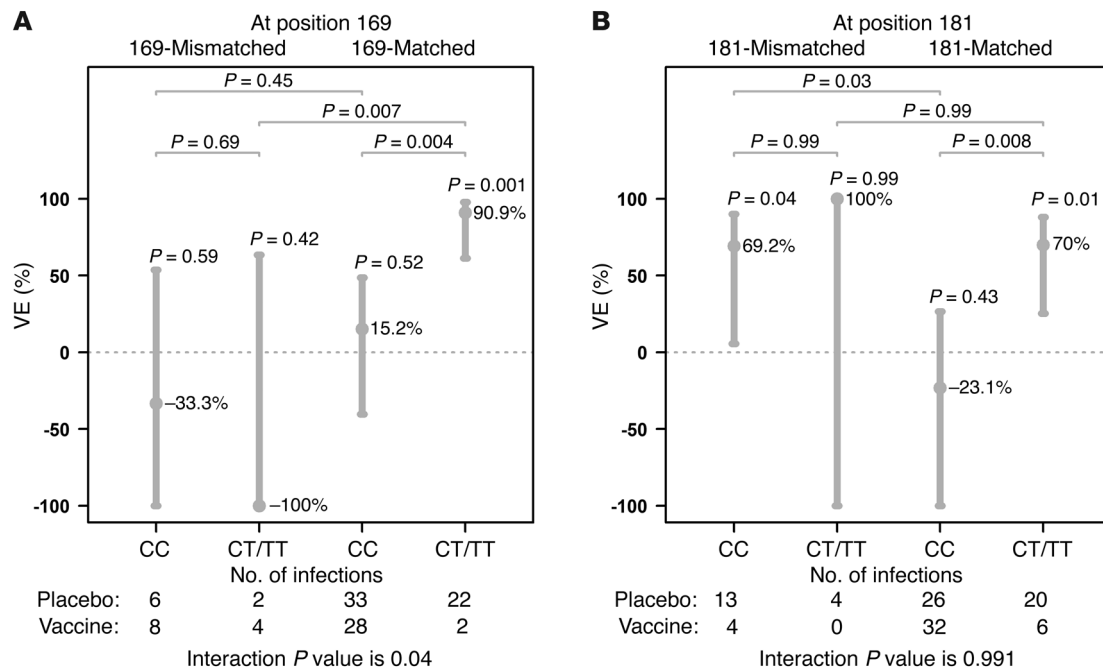 A
At position 169
169-Mismatched 169-Matched
P = 0.45
P = 0.007
P = 0.69 P = 0.004
P = 0.001
90.9%
P = 0.42
P = 0.59 P = 0.52
15.2%
–33.3%
–100%
VE (%)
100
50
0
-50
-100
CC CT/TT CC CT/TT
No. of infections
Placebo: 6 2 33 22
Vaccine: 8 4 28 2
Interaction P value is 0.04
B
At position 181
181-Mismatched 181-Matched
P = 0.03
P = 0.99
P = 0.99 P = 0.008
P = 0.99
P = 0.04 100% P = 0.01
69.2% 70%
P = 0.43
–23.1%
VE (%)
100
50
0
-50
-100
CC CT/TT CC CT/TT
No. of infections
Placebo: 13 4 26 20
Vaccine: 4 0 32 6
Interaction P value is 0.991